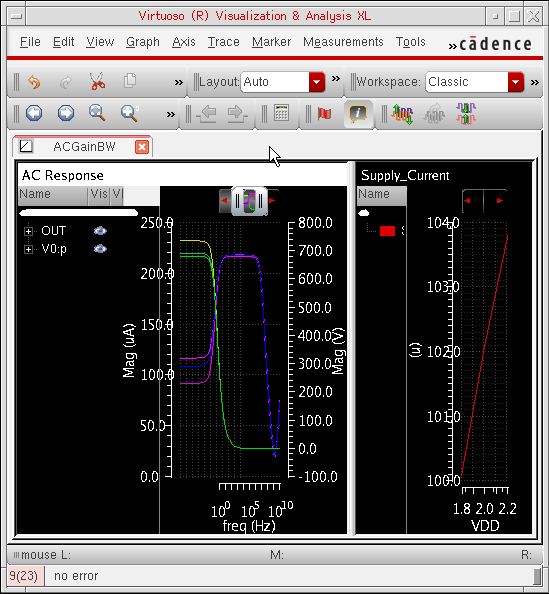 Virtuoso (R) Visualization & Analysis XL
File Edit View Graph Axis Trace Marker Measurements Tools » cādence
» Layout: Auto » Workspace: Classic
»
ACGainBW
AC Response
Name Vis
OUT
V0:p
Mag (uA)
250.0
200.0
150.0
100.0
50.0
0.0
10^0 10^5 10^10
freq (Hz)
800.0
700.0
600.0
500.0
400.0
300.0
200.0
100.0
0.0
-100.0
Mag (V)
Supply_Current
Name
(u)
104.0
103.0
102.0
101.0
100.0
1.8 2.0 2.2
VDD
mouse L: M: R:
9(23) no error